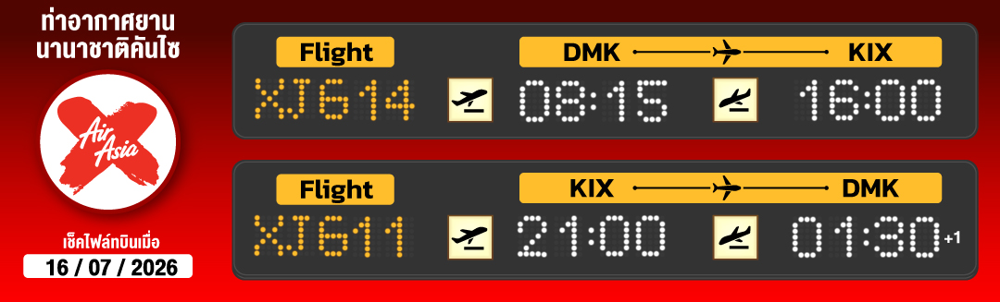 ท่าอากาศยาน
นานาชาติคันไซ
Air
Asia
เช็คไฟล์ทบินเมื่อ
16 / 07 / 2026
Flight DMK KIX
XJ614 08:15 16:00
Flight KIX DMK
XJ611 21:00 01:30 +1